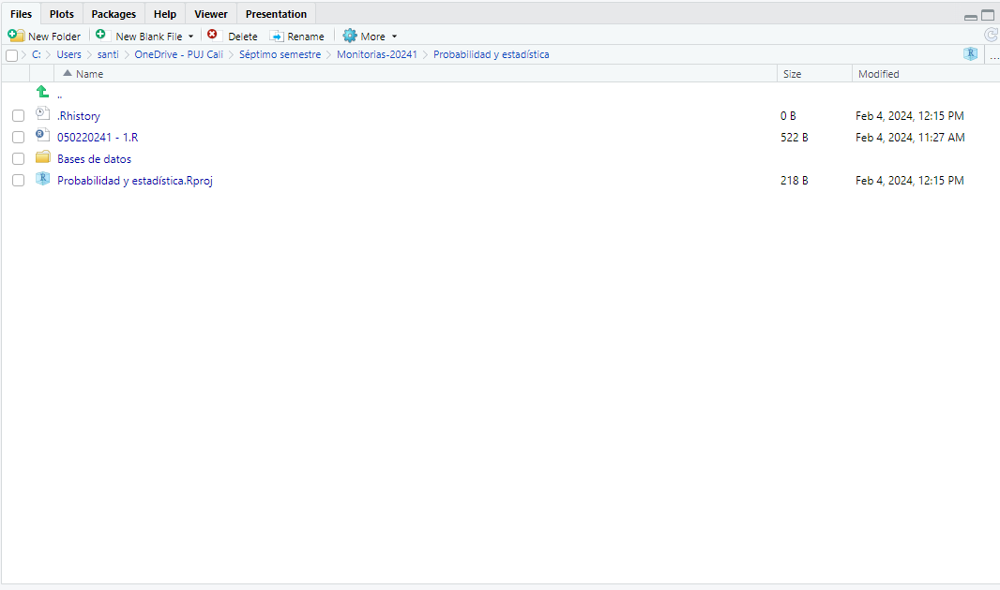 Files Plots Packages Help Viewer Presentation
New Folder New Blank File Delete Rename More
C: Users santi OneDrive - PUJ Cali Séptimo semestre Monitorias-20241 Probabilidad y estadística R ...
Name Size Modified
..
.Rhistory 0 B Feb 4, 2024, 12:15 PM
R 050220241 - 1.R 522 B Feb 4, 2024, 11:27 AM
Bases de datos
R Probabilidad y estadística.Rproj 218 B Feb 4, 2024, 12:15 PM